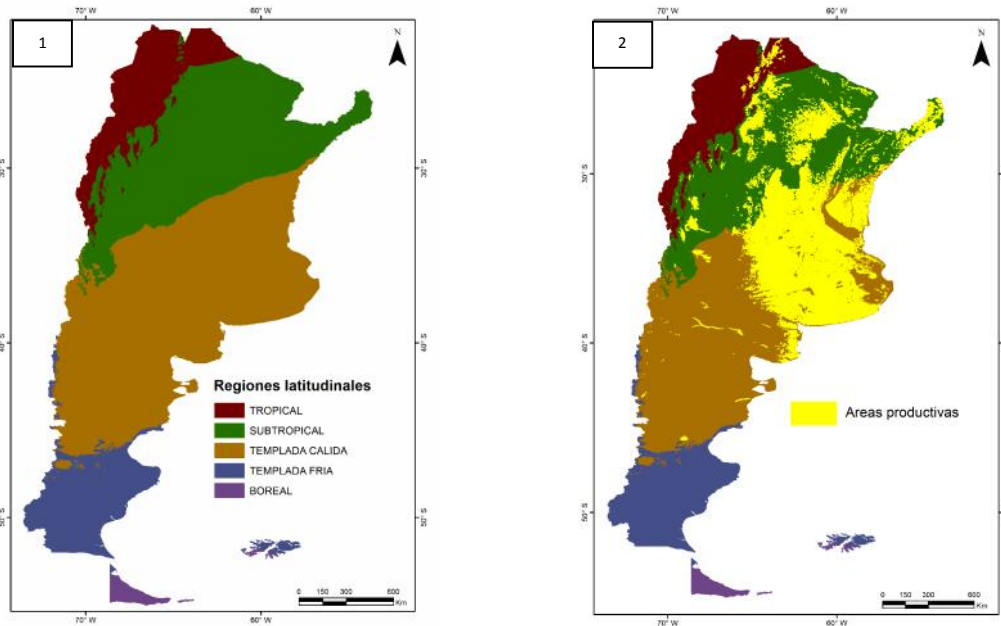 1
70° W
60° W
N
30° S
40° S
50° S
Regiones latitudinales
TROPICAL
SUBTROPICAL
TEMPLADA CALIDA
TEMPLADA FRIA
BOREAL
0 150 300 600
Km
70° W
60° W
2
70° W
60° W
N
30° S
40° S
50° S
Areas productivas
0 150 300 600
Km
70° W
60° W